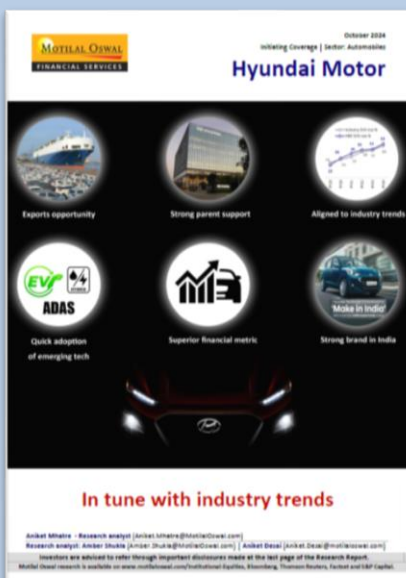 MOTILAL OSWAL
FINANCIAL SERVICES
October 2024
Initiating Coverage | Sector: Automobiles
Hyundai Motor
Exports opportunity
Strong parent support
Aligned to industry trends
EV
ADAS
'Make in India'
Quick adoption
of emerging tech
Superior financial metric
Strong brand in India
In tune with industry trends
Aniket Mhatre - Research analyst (Aniket.Mhatre@MotilalOswal.com)
Research analyst: Amber Shukla (Amber.Shukla@MotilalOswal.com) | Aniket Desai (Aniket.Desai@motilaloswal.com)
Investors are advised to refer through important disclosures made at the last page of the Research Report.
Motilal Oswal research is available on www.motilaloswal.com/Institutional-Equities, Bloomberg, Thomson Reuters, Factset and S&P Capital.